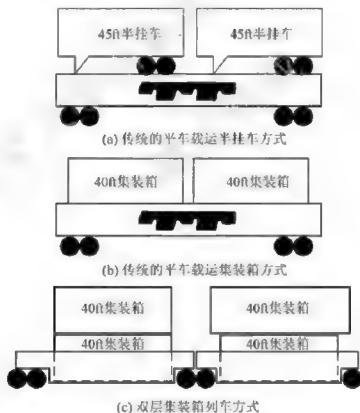 45ft半挂车 45ft半挂车
(a) 传统的平车载运半挂车方式
40ft集装箱 40ft集装箱
(b) 传统的平车载运集装箱方式
40ft集装箱 40ft集装箱
40ft集装箱 40ft集装箱
(c) 双层集装箱列车方式